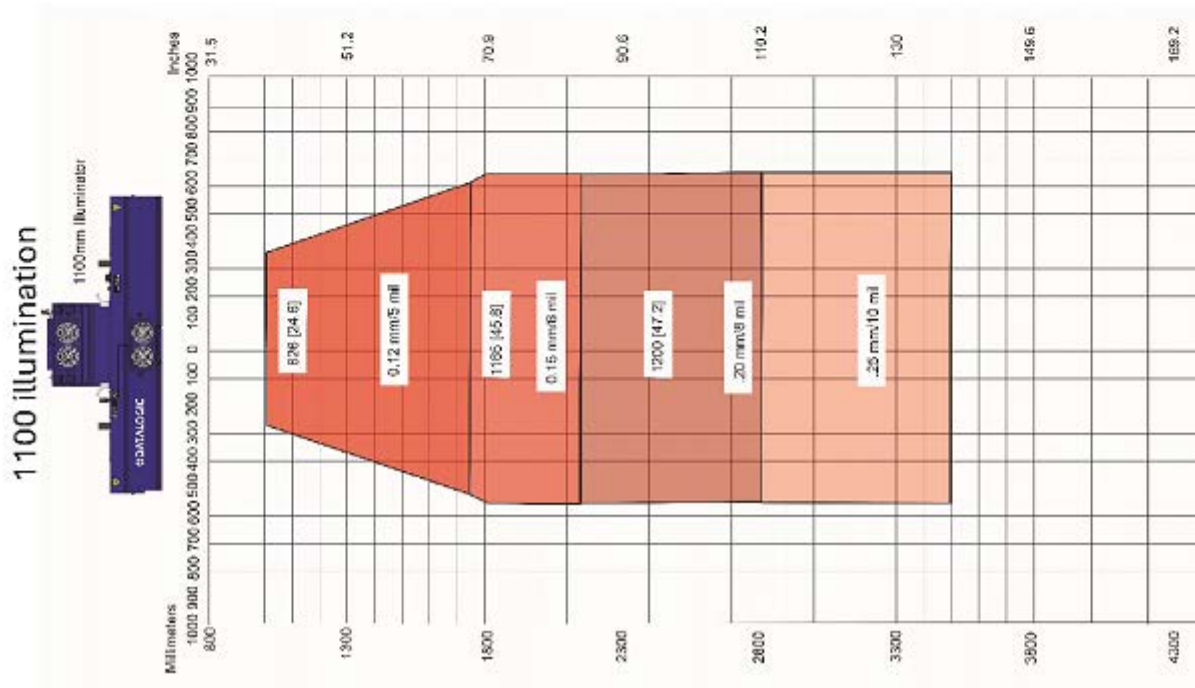 1100 illumination
1100mm Illuminator
DATALOGIC
Inches
31.5
51.2
70.9
90.6
110.2
130
149.6
169.2
1000 900 800 700 600 500 400 300 200 100 0 100 200 300 400 500 600 700 800 900 1000
Millimeters
800
1300
1800
2300
2800
3300
3800
4300
626 [24.6]
0.12 mm/5 mil
1165 [45.8]
0.15 mm/6 mil
1200 [47.2]
.20 mm/8 mil
.25 mm/10 mil